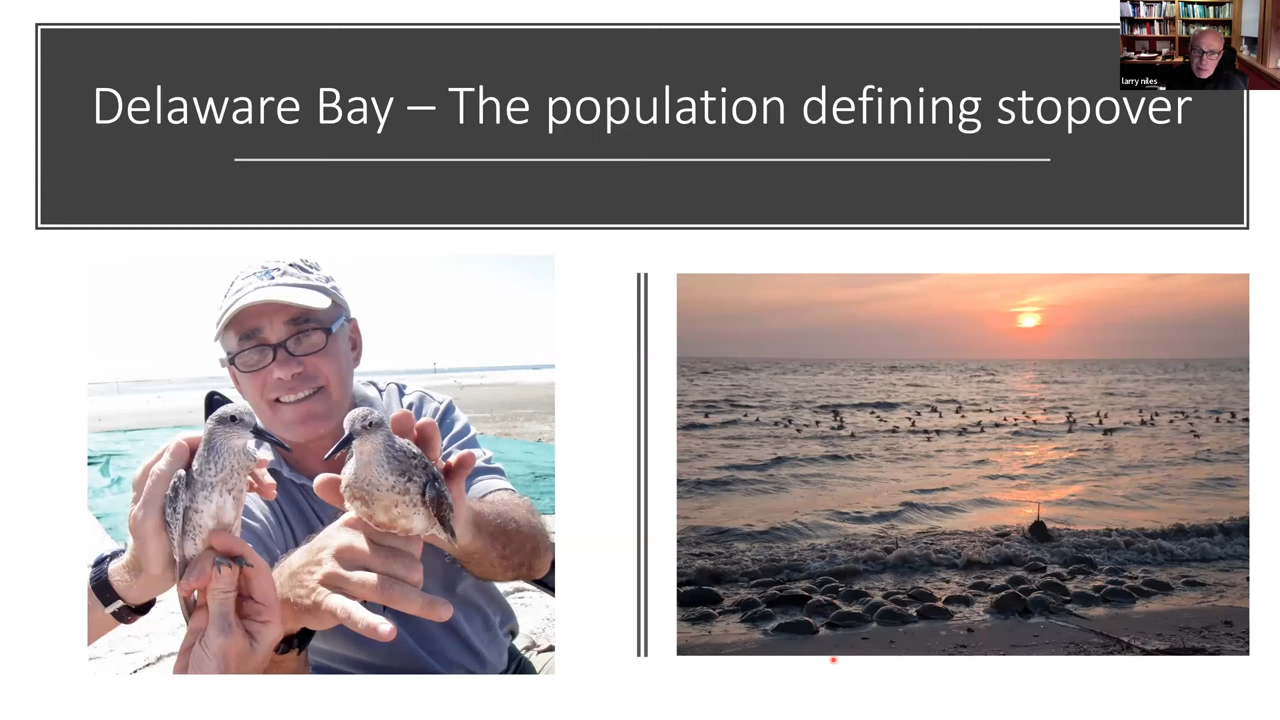 larry niles
Delaware Bay – The population defining stopover